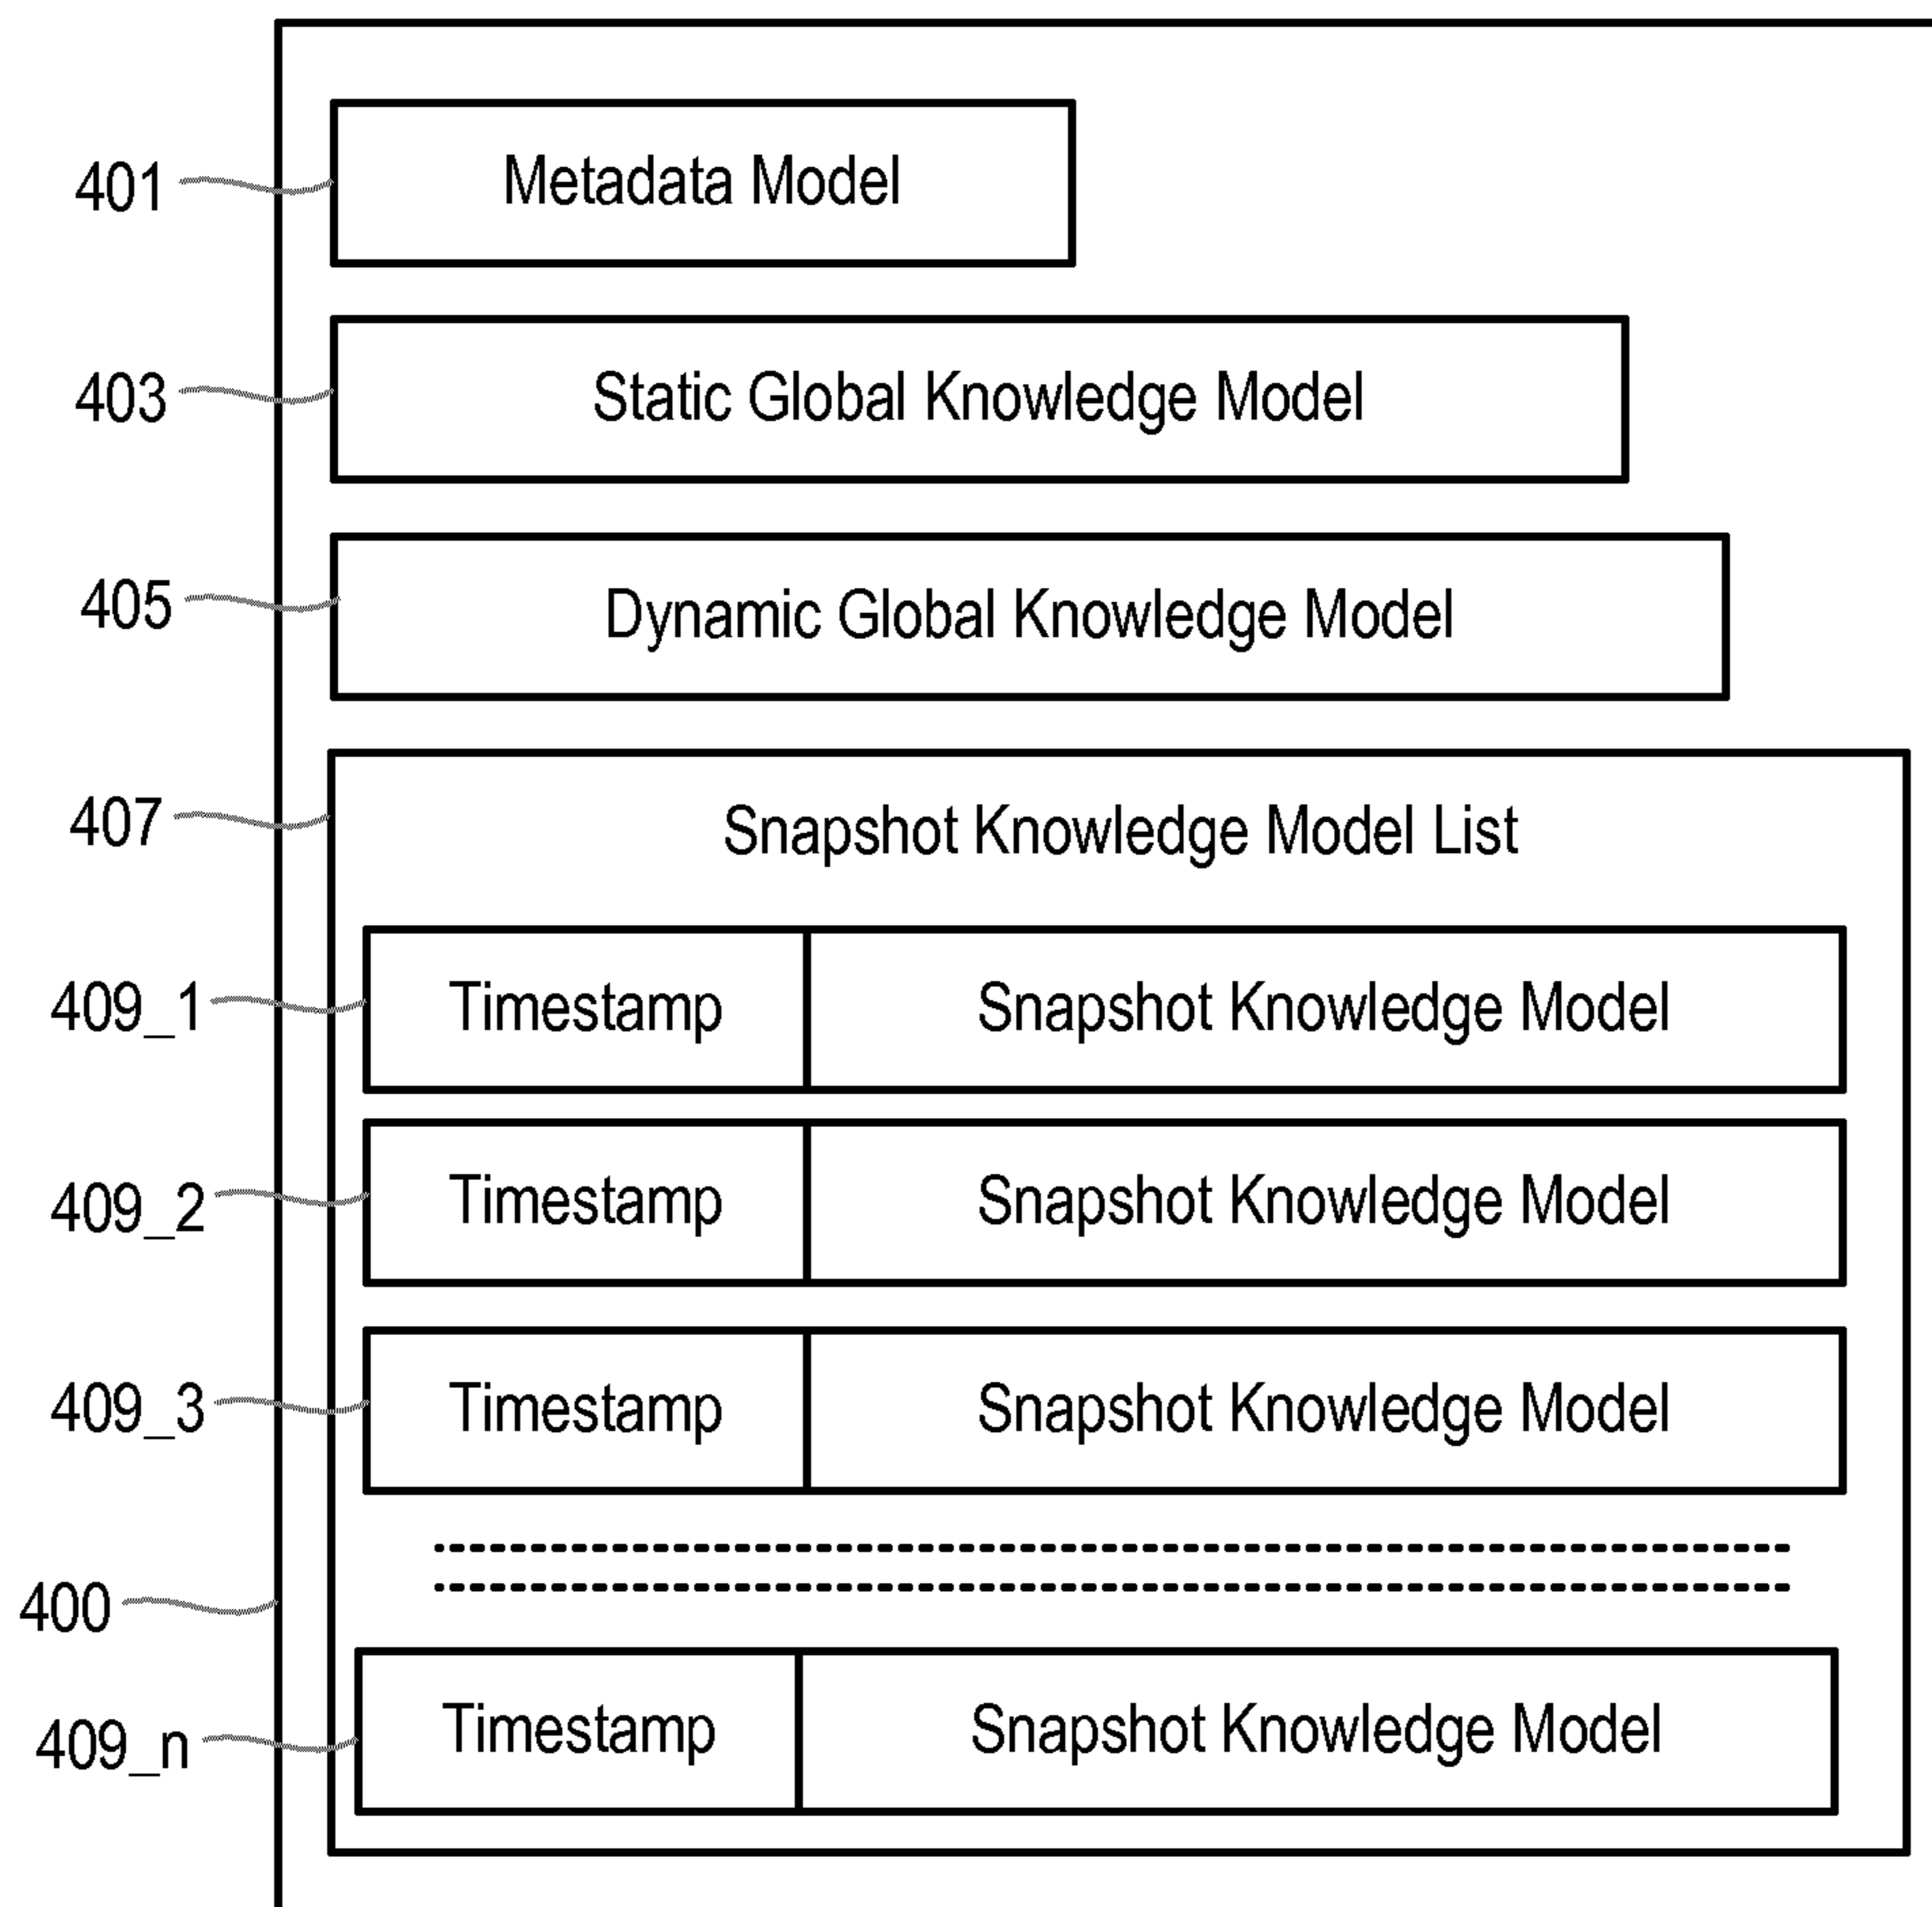 401 Metadata Model
403 Static Global Knowledge Model
405 Dynamic Global Knowledge Model
407 Snapshot Knowledge Model List
409_1 Timestamp Snapshot Knowledge Model
409_2 Timestamp Snapshot Knowledge Model
409_3 Timestamp Snapshot Knowledge Model
400
409_n Timestamp Snapshot Knowledge Model